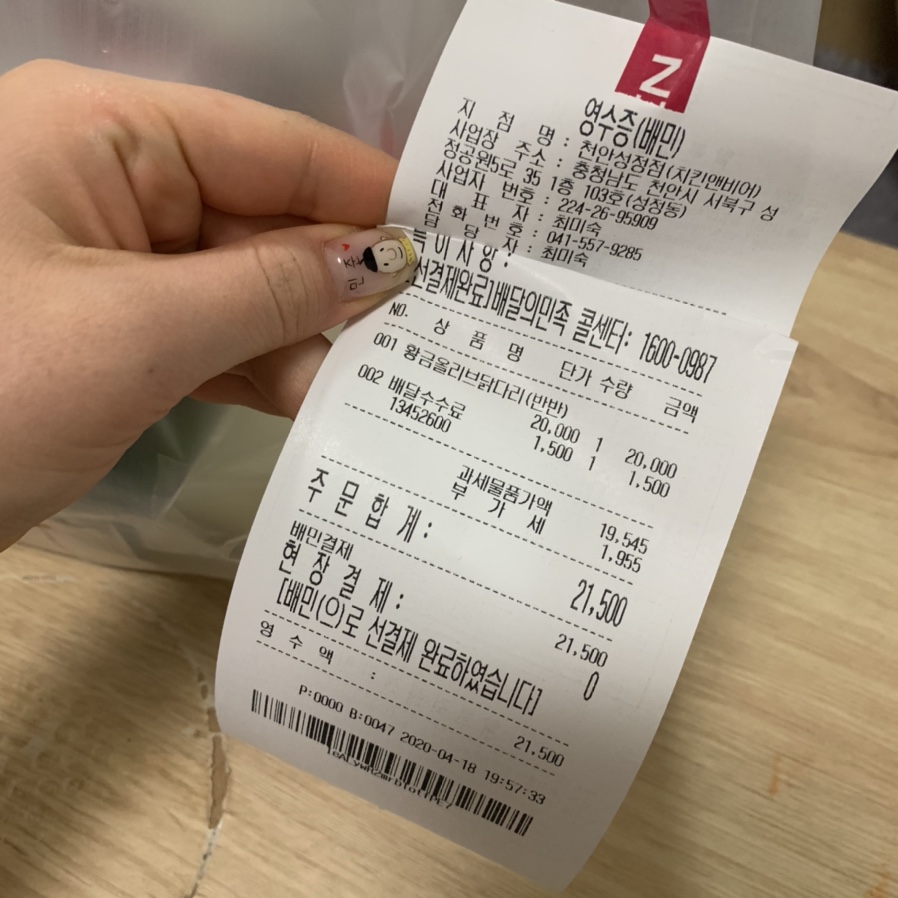 Z
영수증(배민)
지 점 명 : 천안성정점(치킨앤비어)
사업장 주소 : 충청남도 천안시 서북구 성
정공원5로 35 1층 103호(성정동)
사업자 번호 : 224-26-95909
대 표 자 : 최미숙
전 화 번 호 : 041-557-9285
담 당 자 : 최미숙
특이사항 :
[선결제완료]배달의민족 콜센터: 1600-0987
NO. 상 품 명 단가 수량 금액
001 황금올리브닭다리(반반)
20,000 1 20,000
002 배달수수료 1,500 1 1,500
13452600
과세물품가액 19,545
부 가 세 1,955
주 문 합 계 : 21,500
배민결제 21,500
현 장 결 제 : 0
[배민(으)로 선결제 완료하였습니다]
영 수 액 : 21,500
P:0000 B:0047 2020-04-18 19:57:33
민주